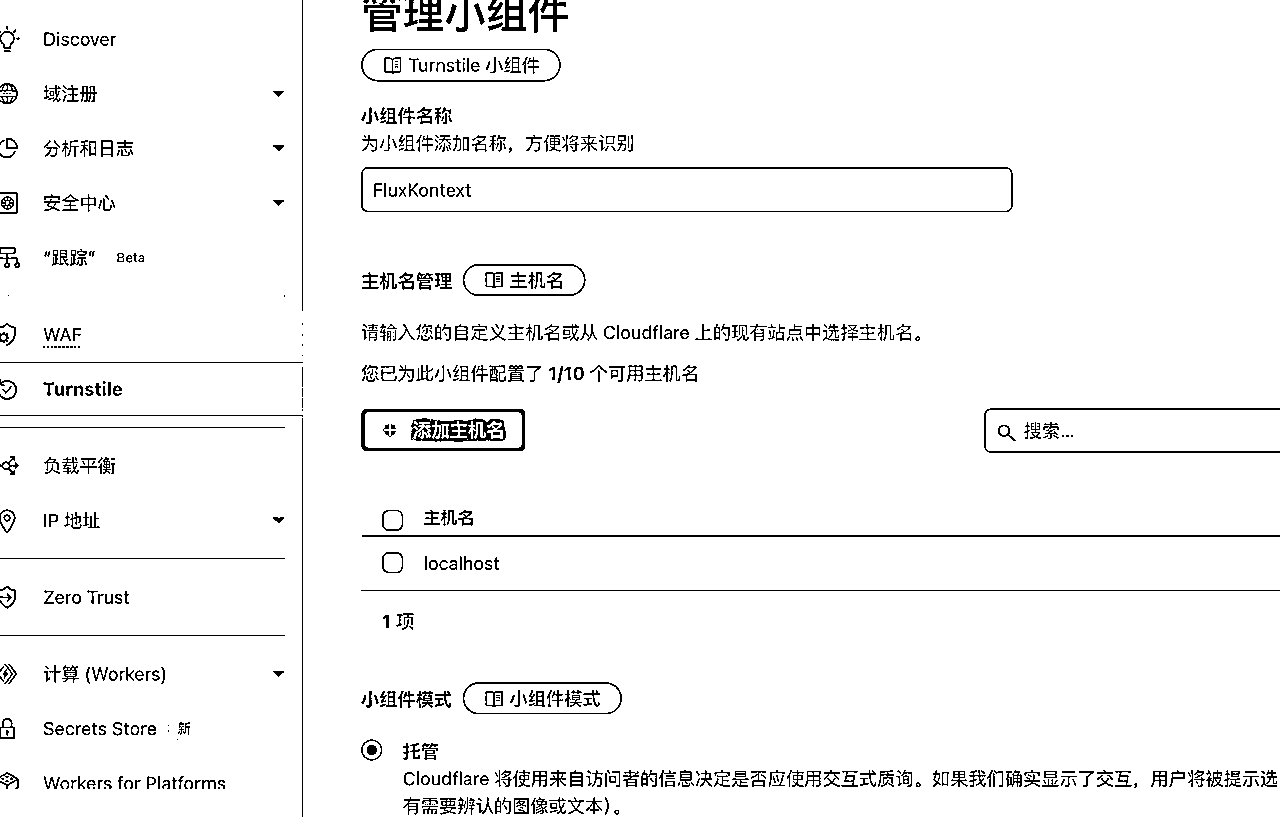 Discover
域注册
分析和日志
安全中心
“跟踪” Beta
WAF
Turnstile
负载平衡
IP 地址
Zero Trust
计算 (Workers)
Secrets Store 新
Workers for Platforms
管理小组件
Turnstile 小组件
小组件名称
为小组件添加名称，方便将来识别
FluxKontext
主机名管理 主机名
请输入您的自定义主机名或从 Cloudflare 上的现有站点中选择主机名。
您已为此小组件配置了 1/10 个可用主机名
添加主机名 搜索...
主机名
localhost
1 项
小组件模式 小组件模式
托管
Cloudflare 将使用来自访问者的信息决定是否应使用交互式质询。如果我们确实显示了交互，用户将被提示选
有需要辨认的图像或文本）。